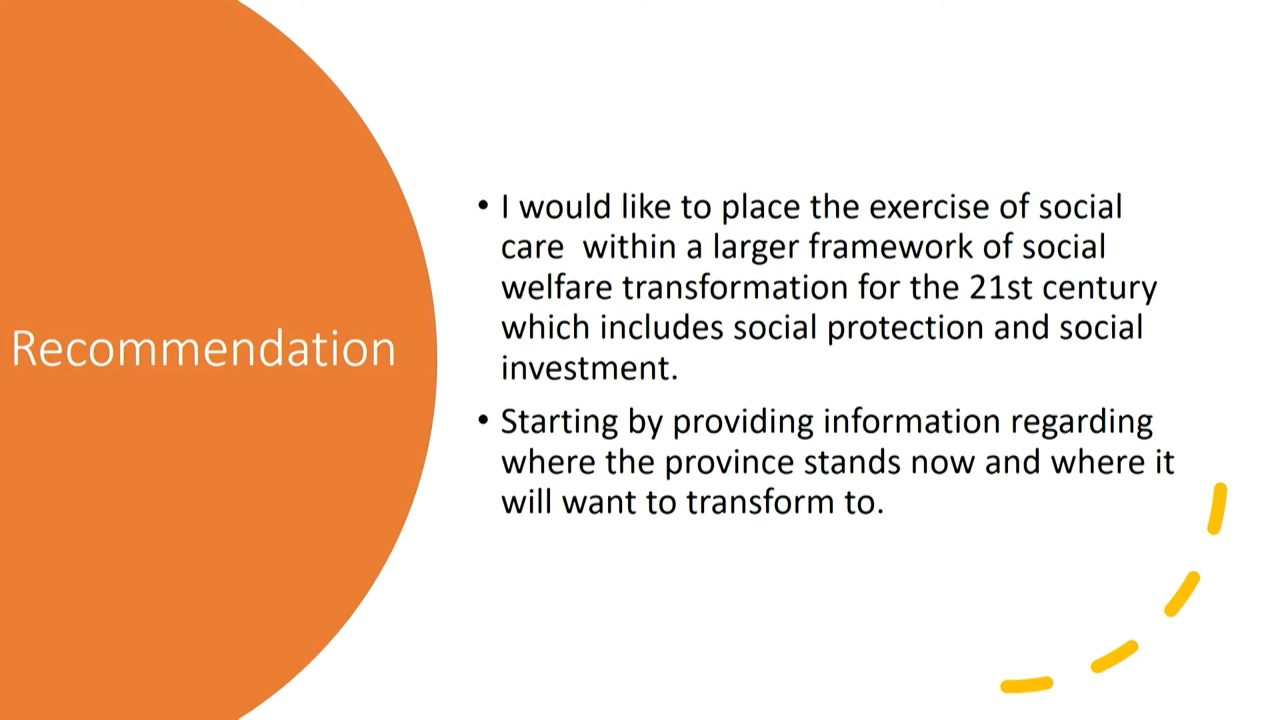 Recommendation
• I would like to place the exercise of social
care  within a larger framework of social
welfare transformation for the 21st century
which includes social protection and social
investment.
• Starting by providing information regarding
where the province stands now and where it
will want to transform to.